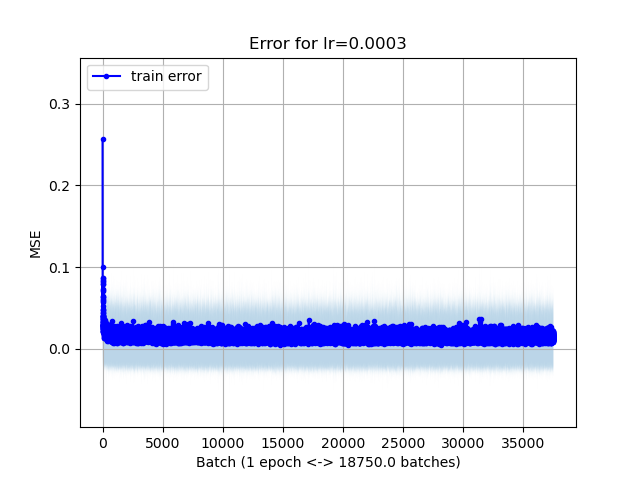 Error for lr=0.0003
train error
MSE
0.3
0.2
0.1
0.0
0 5000 10000 15000 20000 25000 30000 35000
Batch (1 epoch <-> 18750.0 batches)